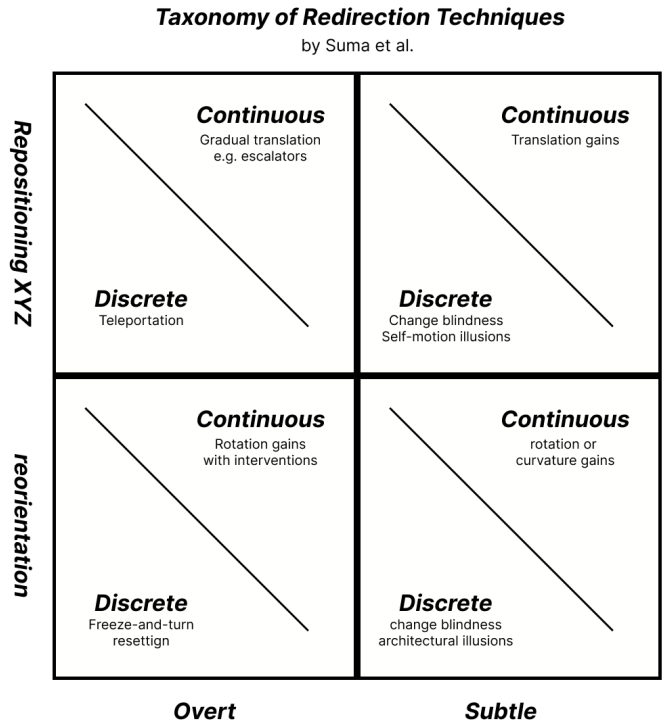 Taxonomy of Redirection Techniques
by Suma et al.
Repositioning XYZ
Continuous
Gradual translation
e.g. escalators
Discrete
Teleportation
Continuous
Translation gains
Discrete
Change blindness
Self-motion illusions
reorientation
Continuous
Rotation gains
with interventions
Discrete
Freeze-and-turn
resettign
Continuous
rotation or
curvature gains
Discrete
change blindness
architectural illusions
Overt
Subtle